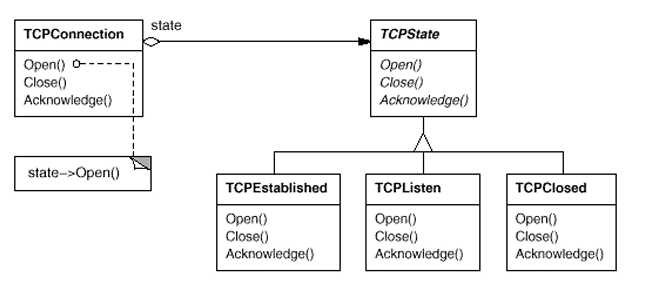 state
TCPConnection
Open()
Close()
Acknowledge()
state->Open()
TCPState
Open()
Close()
Acknowledge()
TCPEstablished
Open()
Close()
Acknowledge()
TCPListen
Open()
Close()
Acknowledge()
TCPClosed
Open()
Close()
Acknowledge()